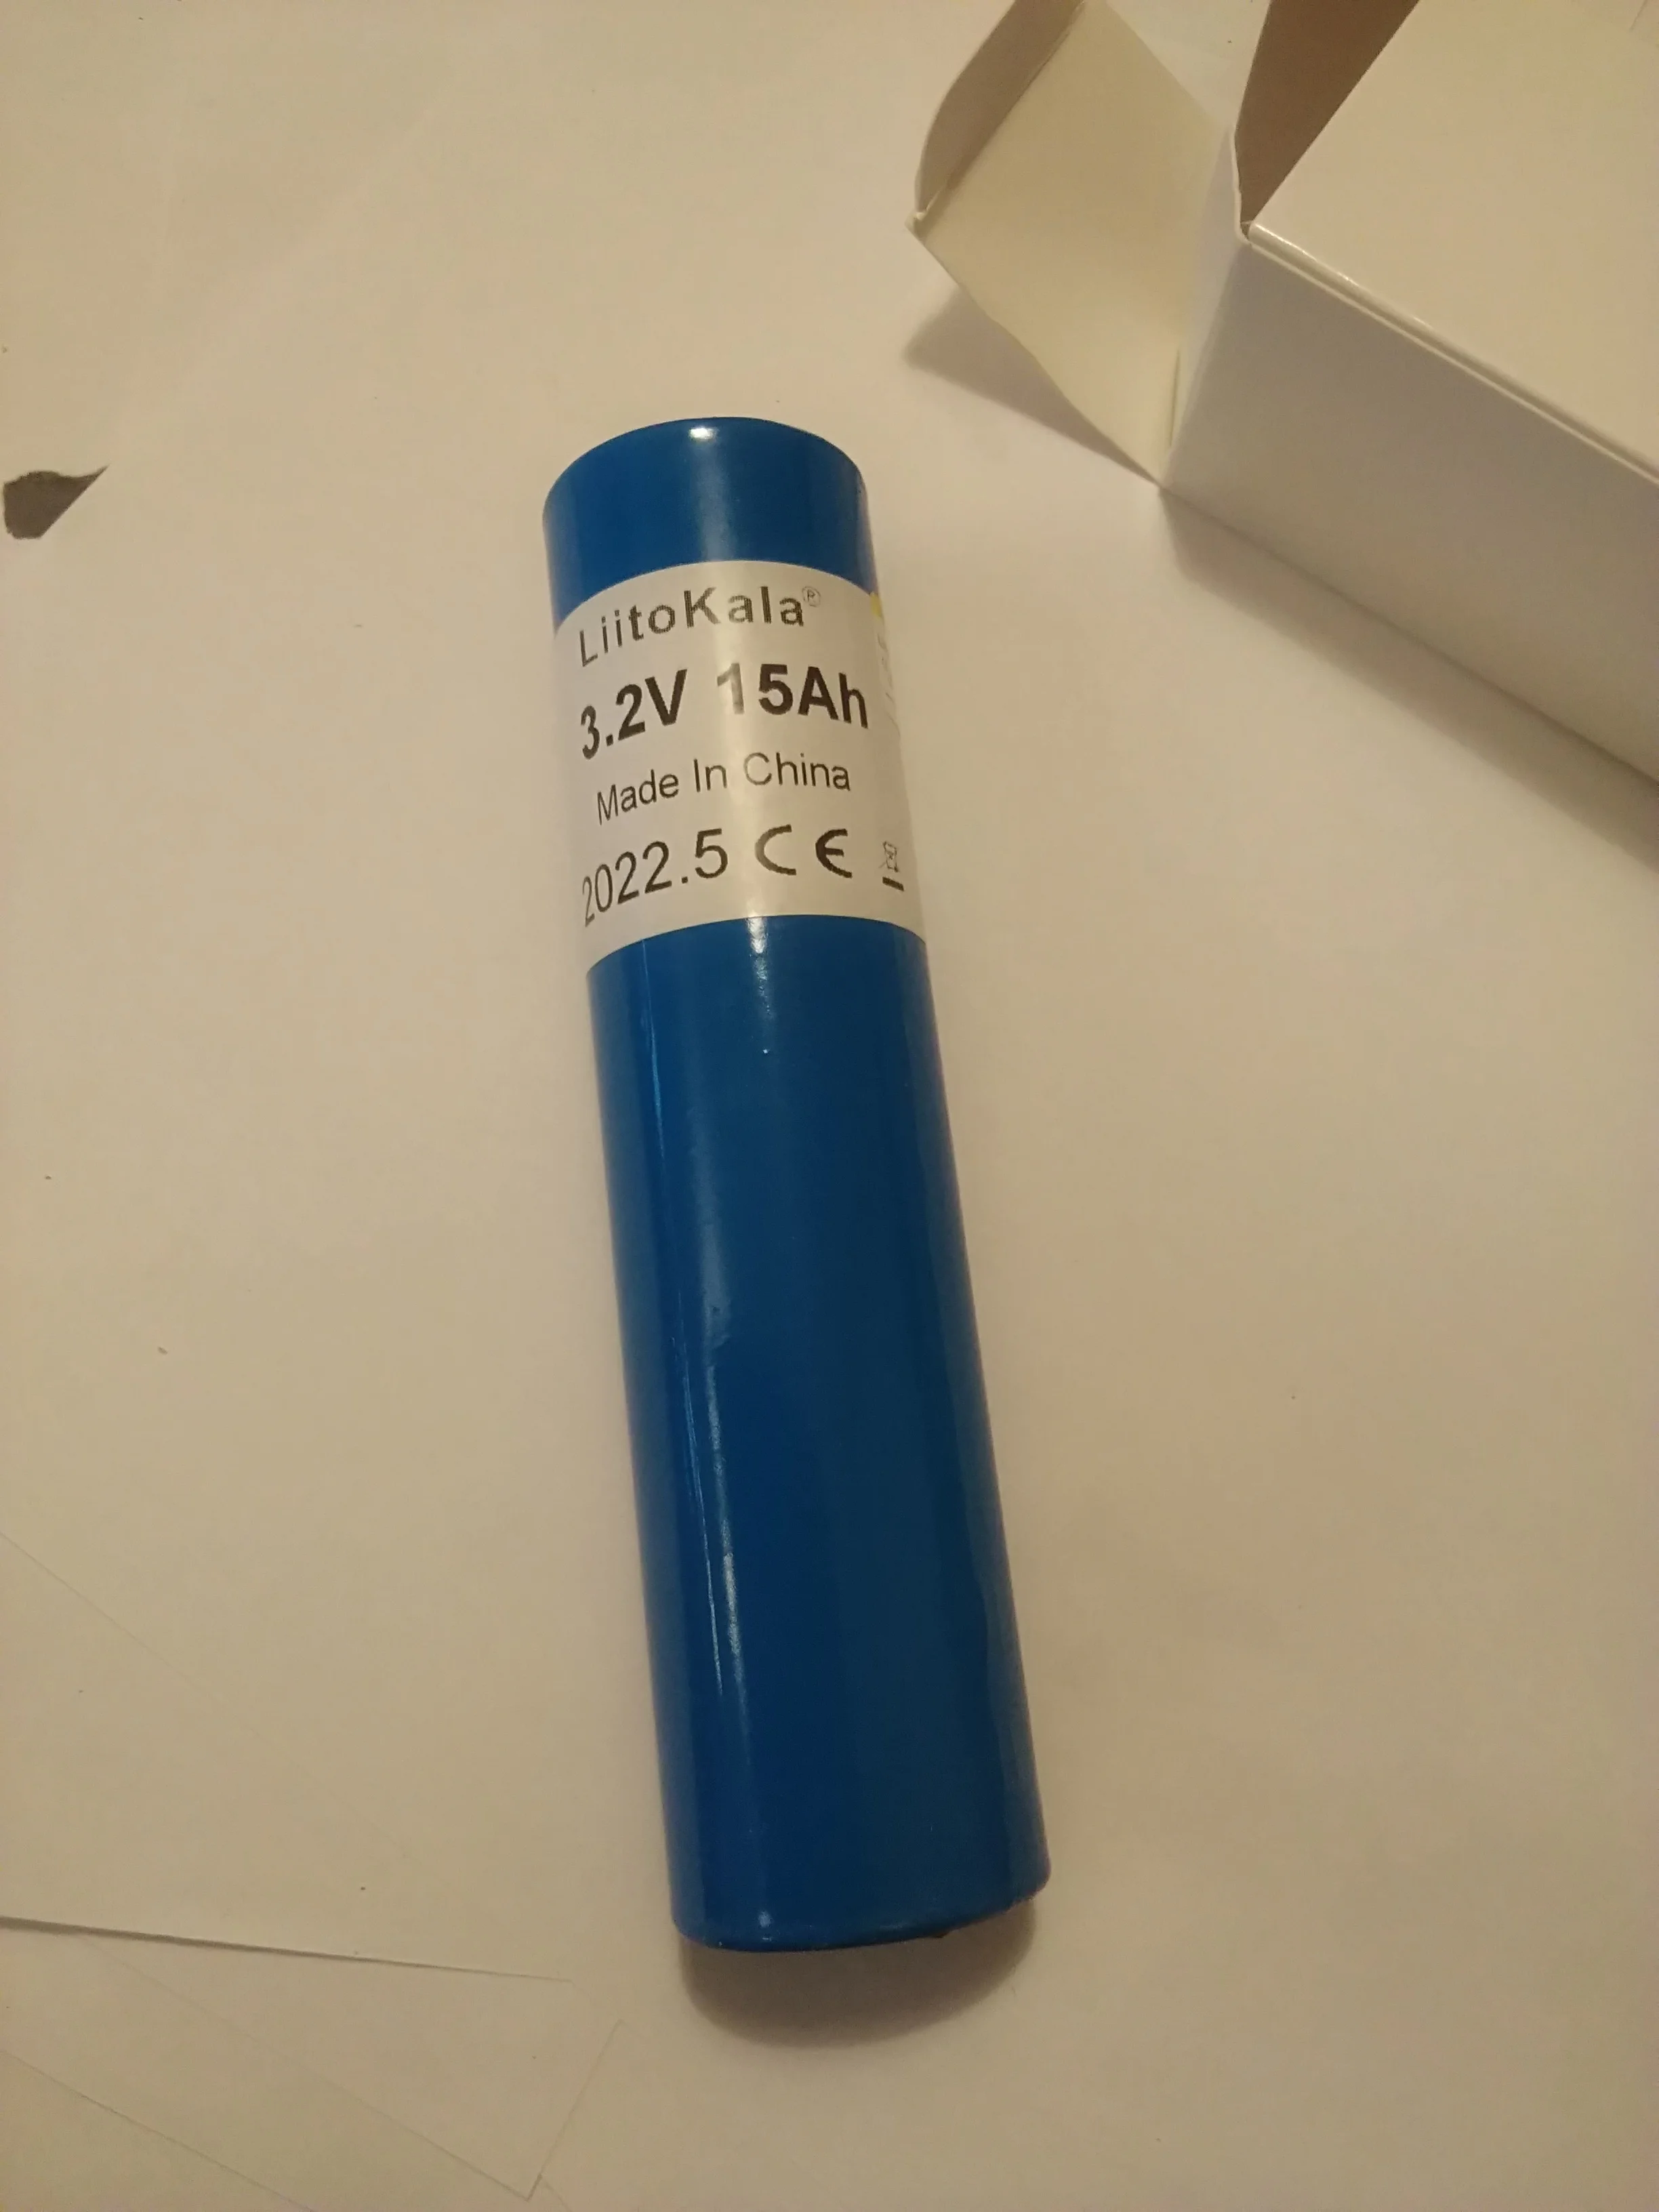 LiitoKala®
3.2V 15Ah
Made In China
2022.5 CE